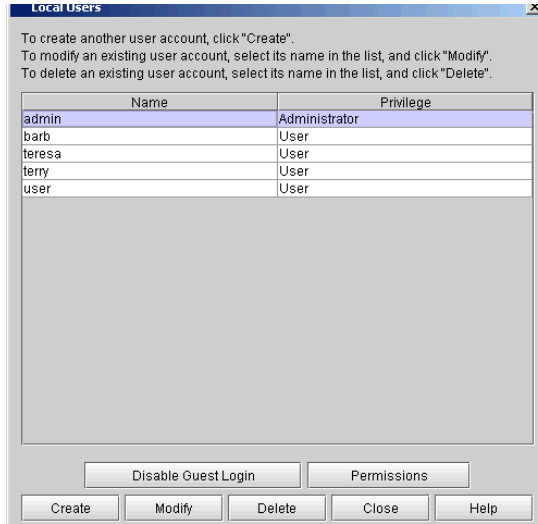 Local Users
To create another user account, click "Create".
To modify an existing user account, select its name in the list, and click "Modify".
To delete an existing user account, select its name in the list, and click "Delete".
Name Privilege
admin Administrator
barb User
teresa User
terry User
user User
Disable Guest Login Permissions
Create Modify Delete Close Help